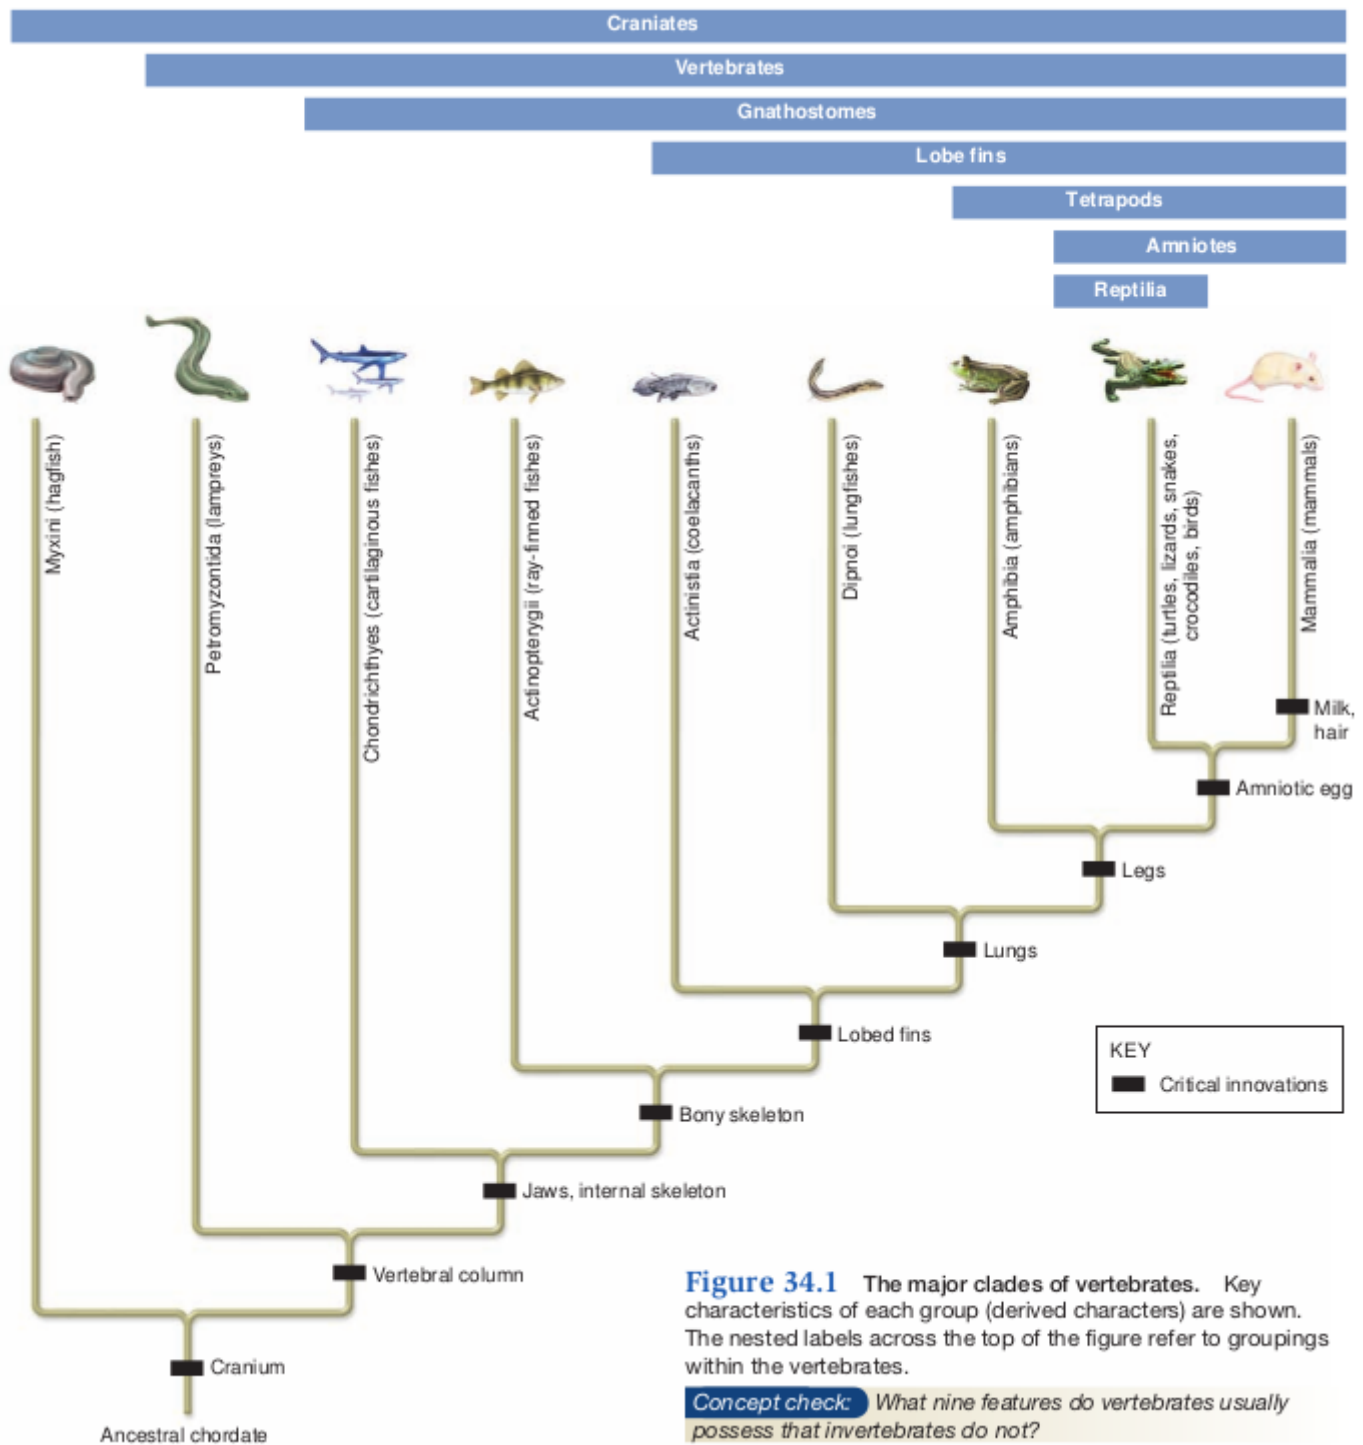 Craniates
Vertebrates
Gnathostomes
Lobe fins
Tetrapods
Amniotes
Reptilia
Myxini (hagfish)
Petromyzontida (lampreys)
Chondrichthyes (cartilaginous fishes)
Actinopterygii (ray-finned fishes)
Actinistia (coelacanths)
Dipnoi (lungfishes)
Amphibia (amphibians)
Reptilia (turtles, lizards, snakes,
crocodiles, birds)
Mammalia (mammals)
Milk,
hair
Amniotic egg
Legs
Lungs
Lobed fins
KEY
Critical innovations
Bony skeleton
Jaws, internal skeleton
Vertebral column
Cranium
Ancestral chordate
Figure 34.1 The major clades of vertebrates. Key
characteristics of each group (derived characters) are shown.
The nested labels across the top of the figure refer to groupings
within the vertebrates.
Concept check: What nine features do vertebrates usually
possess that invertebrates do not?